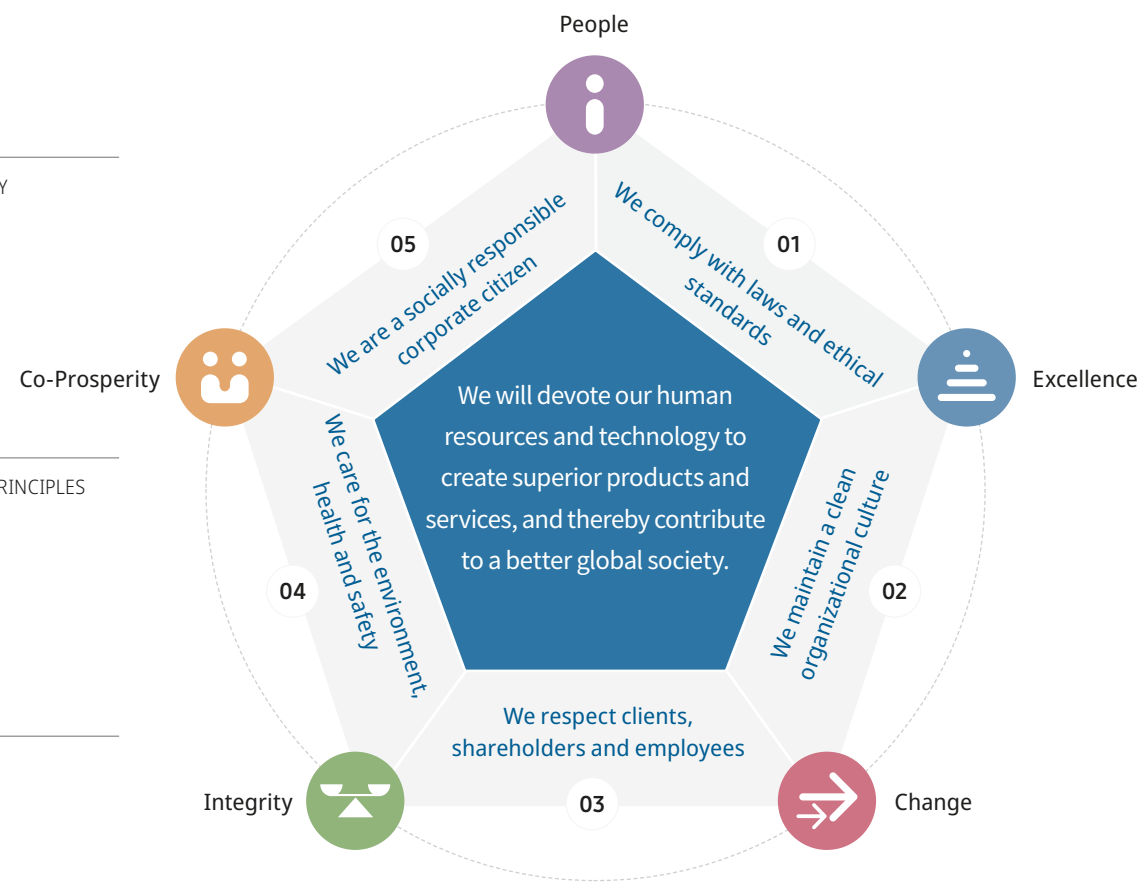 People
Y
05
We are a socially responsible
corporate citizen
We comply with laws and ethical
standards
01
Co-Prosperity
Excellence
We will devote our human
resources and technology to
create superior products and
services, and thereby contribute
to a better global society.
RINCIPLES
We care for the environment,
health and safety
04
We maintain a clean
organizational culture
02
We respect clients,
shareholders and employees
03
Integrity
Change